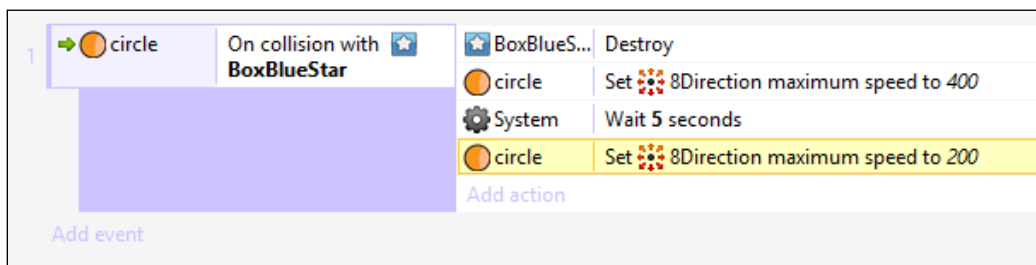 1
circle
On collision with
BoxBlueStar
BoxBlueS... Destroy
circle Set 8Direction maximum speed to 400
System Wait 5 seconds
circle Set 8Direction maximum speed to 200
Add action
Add event